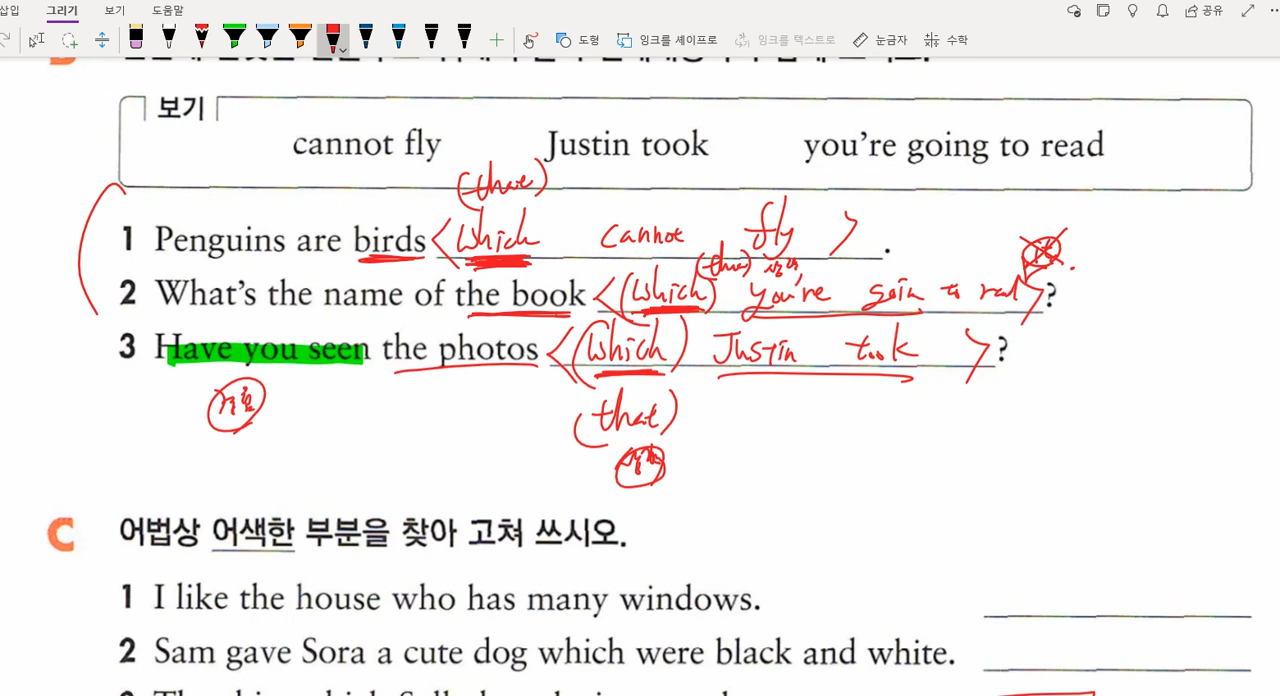 삽입 그리기 보기 도움말 공유
도형 잉크를 셰이프로 잉크를 텍스트로 눈금자 수학
보기
cannot fly Justin took you're going to read
(that)
1 Penguins are birds <which cannot fly> .
(that) 생략
2 What's the name of the book <(which) you're goin to read>?
3 Have you seen the photos <(which) Justin took>?
경험
(that)
C 어법상 어색한 부분을 찾아 고쳐 쓰시오.
1 I like the house who has many windows.
2 Sam gave Sora a cute dog which were black and white.